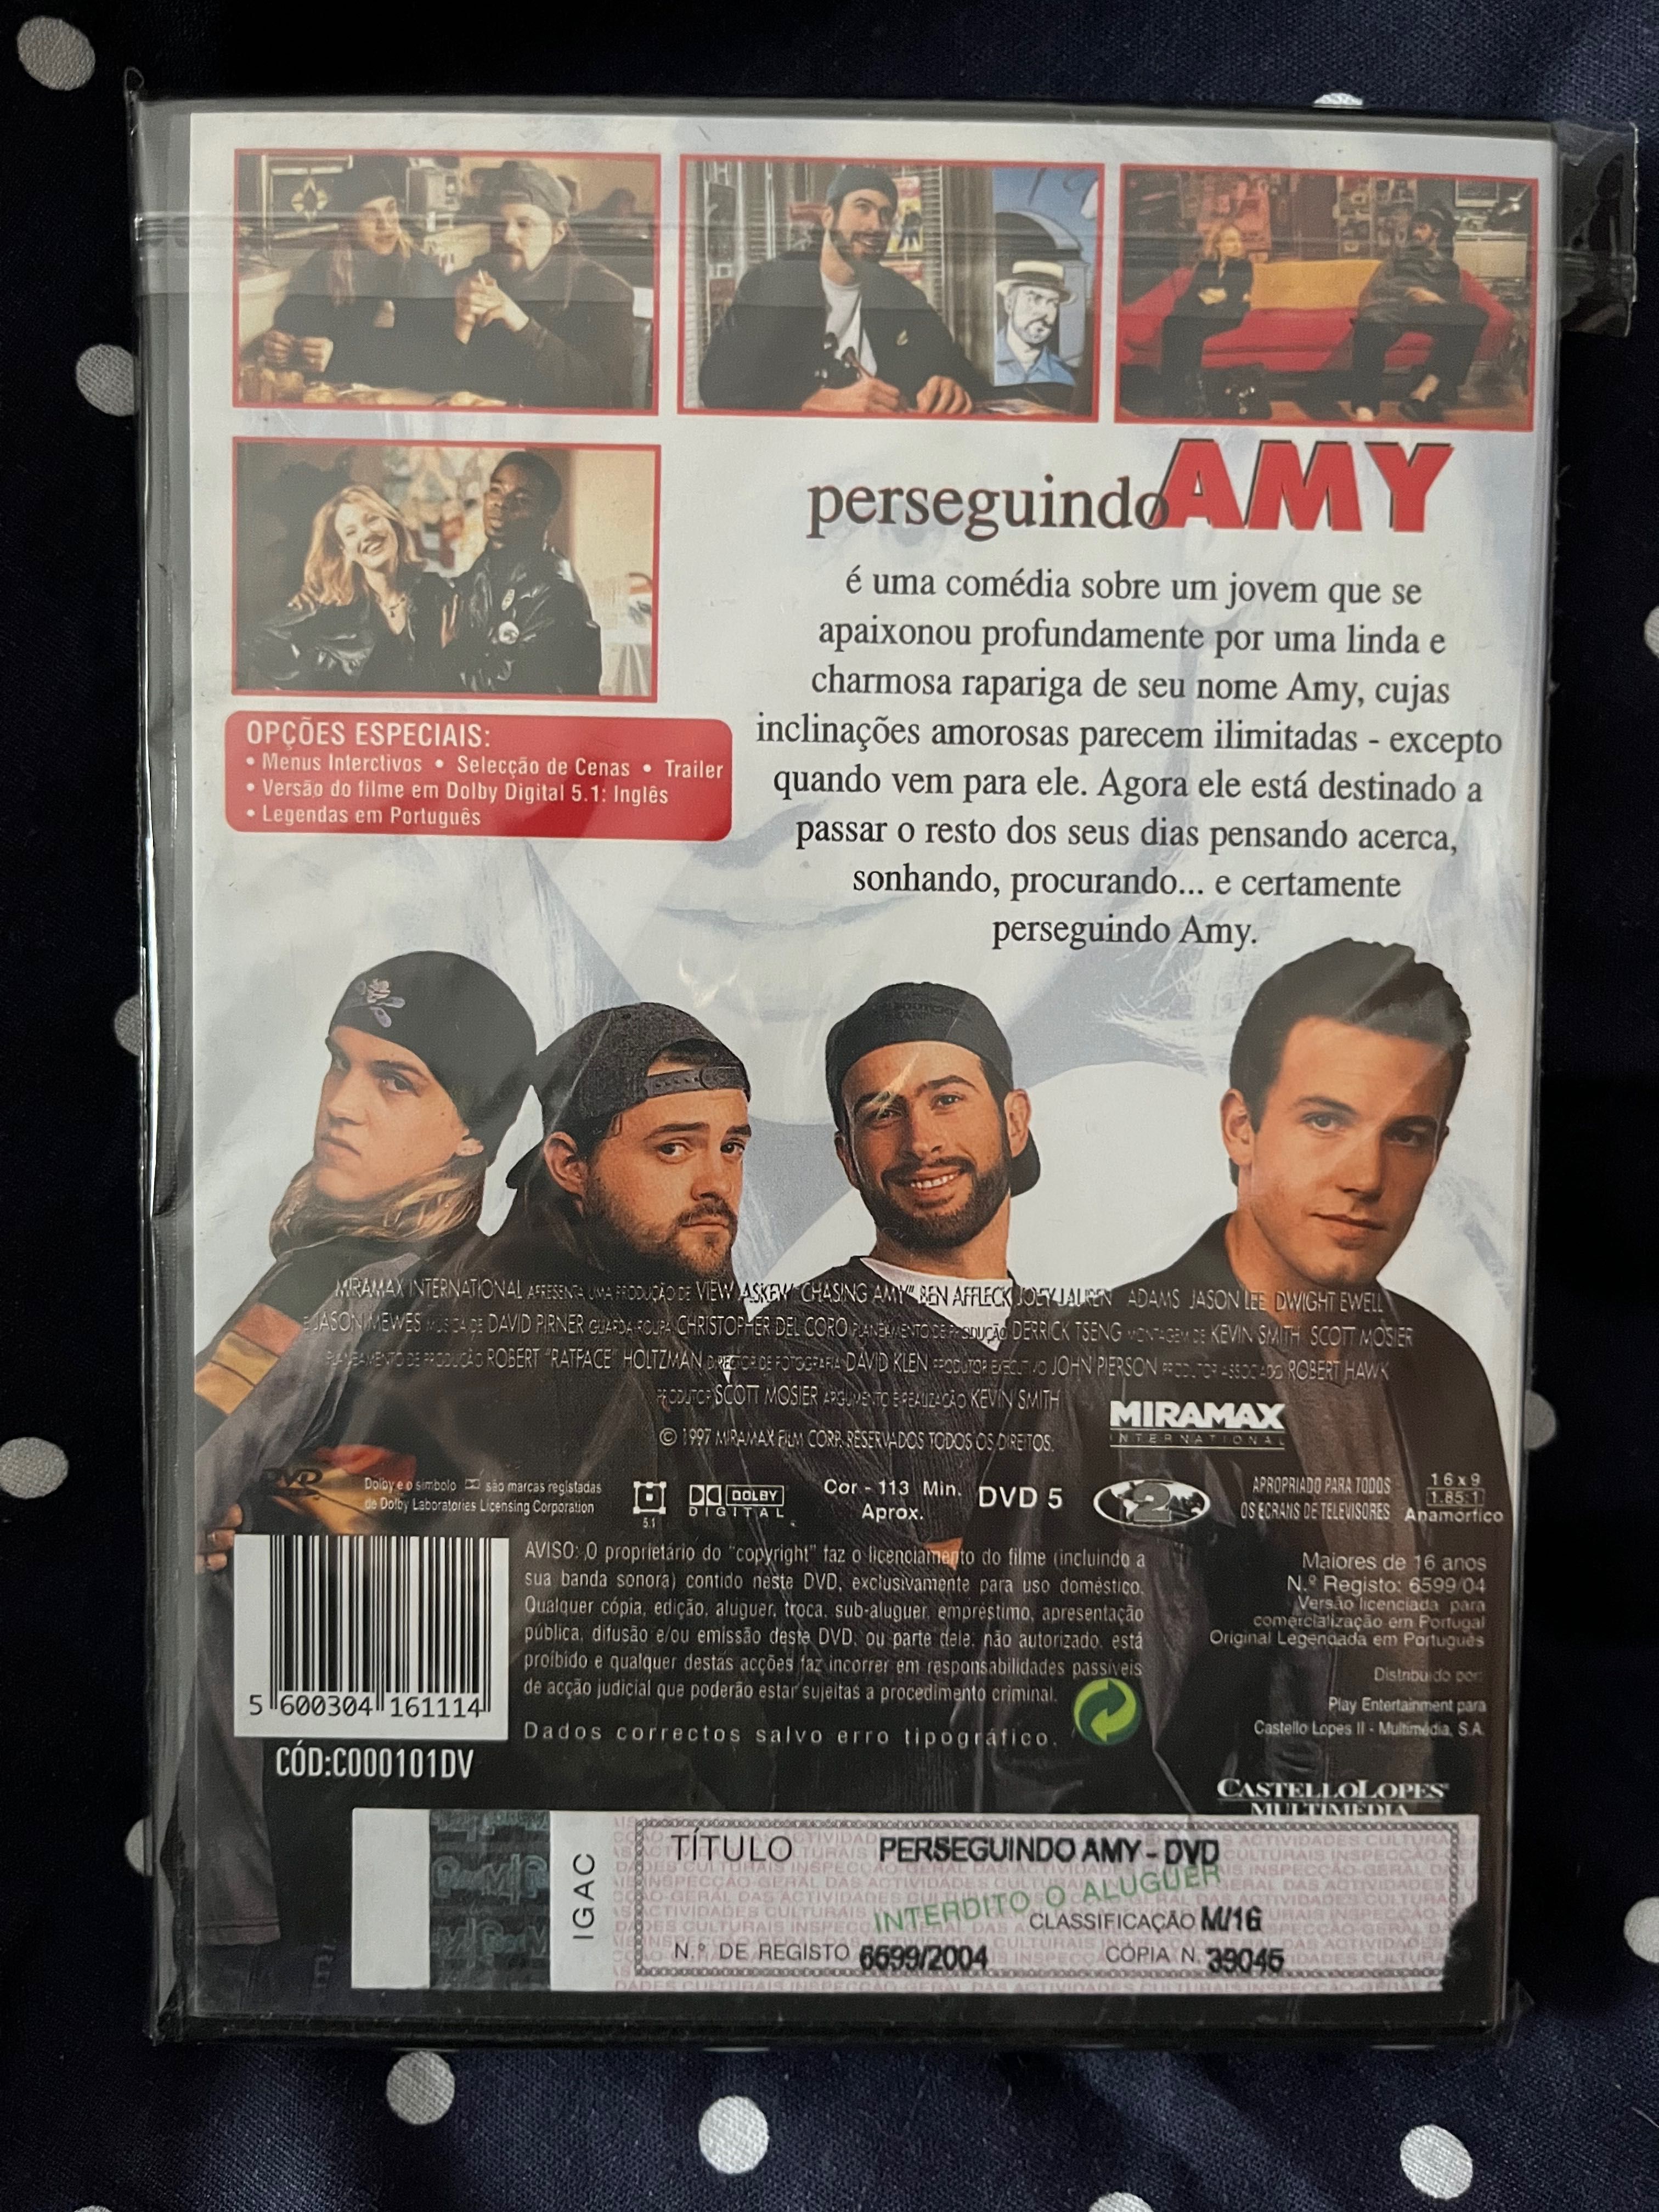 perseguindo AMY
é uma comédia sobre um jovem que se
apaixonou profundamente por uma linda e
charmosa rapariga de seu nome Amy, cujas
inclinações amorosas parecem ilimitadas - excepto
quando vem para ele. Agora ele está destinado a
passar o resto dos seus dias pensando acerca,
sonhando, procurando... e certamente
perseguindo Amy.
OPÇÕES ESPECIAIS:
• Menus Interctivos • Selecção de Cenas • Trailer
• Versão do filme em Dolby Digital 5.1: Inglês
• Legendas em Português
MIRAMAX INTERNATIONAL APRESENTA UMA PRODUÇÃO DE VIEW ASKEW "CHASING AMY" BEN AFFLECK JOEY LAUREN ADAMS JASON LEE DWIGHT EWELL
E JASON MEWES MÚSICA DE DAVID PIRNER GUARDA-ROUPA CHRISTOPHER DEL CORO PLANEAMENTO DE PRODUÇÃO DERRICK TSENG MONTAGEM DE KEVIN SMITH SCOTT MOSIER
PLANEAMENTO DE PRODUÇÃO ROBERT "RATFACE" HOLTZMAN DIRECTOR DE FOTOGRAFIA DAVID KLEN PRODUTOR EXECUTIVO JOHN PIERSON PRODUTOR ASSOCIADO ROBERT HAWK
PRODUTOR SCOTT MOSIER ARGUMENTO E REALIZAÇÃO KEVIN SMITH
© 1997 MIRAMAX FILM CORP. RESERVADOS TODOS OS DIREITOS.
MIRAMAX
INTERNATIONAL
DVD
Dolby e o símbolo são marcas registadas
de Dolby Laboratories Licensing Corporation
5.1
DOLBY
DIGITAL
Cor - 113 Min.
Aprox.
DVD 5
2
APROPRIADO PARA TODOS
OS ECRANS DE TELEVISORES
16 x 9
1.85:1
Anamórfico
AVISO: O proprietário do "copyright" faz o licenciamento do filme (incluindo a
sua banda sonora) contido neste DVD, exclusivamente para uso doméstico.
Qualquer cópia, edição, aluguer, troca, sub-aluguer, empréstimo, apresentação
pública, difusão e/ou emissão deste DVD, ou parte dele, não autorizado, está
proíbido e qualquer destas acções faz incorrer em responsabilidades passíveis
de acção judicial que poderão estar sujeitas a procedimento criminal.
Dados correctos salvo erro tipográfico.
Maiores de 16 anos
N.º Registo: 6599/04
Versão licenciada para
comercialização em Portugal
Original Legendada em Português
Distribuído por:
Play Entertainment para
Castello Lopes II - Multimédia, S.A.
5 600304 161114
CÓD:C000101DV
CASTELLO LOPES
MULTIMÉDIA
IGAC
TÍTULO PERSEGUINDO AMY - DVD
INTERDITO O ALUGUER
CLASSIFICAÇÃO M/16
N.º DE REGISTO 6599/2004 CÓPIA N. 39045